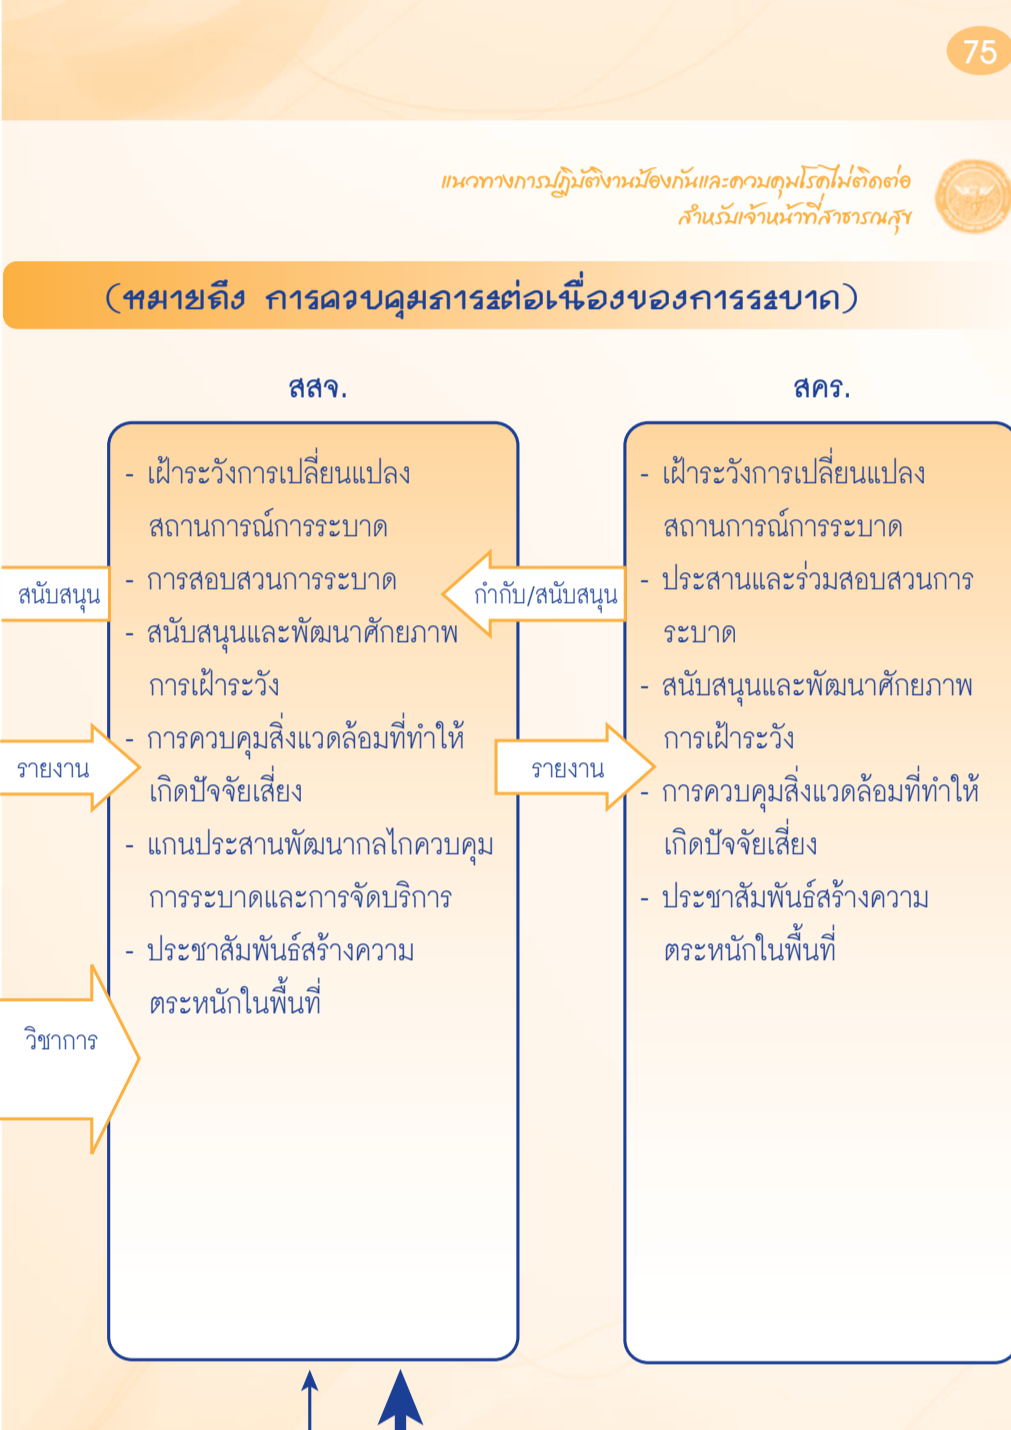 75
แนวทางการปฏิบัติงานป้องกันและควบคุมโรคไม่ติดต่อ
สำหรับเจ้าหน้าที่สาธารณสุข
(หมายถึง การควบคุมภาระต่อเนื่องของการระบาด)
สสจ.
- เฝ้าระวังการเปลี่ยนแปลง
สถานการณ์การระบาด
- การสอบสวนการระบาด
- สนับสนุนและพัฒนาศักยภาพ
การเฝ้าระวัง
- การควบคุมสิ่งแวดล้อมที่ทำให้
เกิดปัจจัยเสี่ยง
- แกนประสานพัฒนากลไกควบคุม
การระบาดและการจัดบริการ
- ประชาสัมพันธ์สร้างความ
ตระหนักในพื้นที่
สนับสนุน
รายงาน
วิชาการ
กำกับ/สนับสนุน
รายงาน
สคร.
- เฝ้าระวังการเปลี่ยนแปลง
สถานการณ์การระบาด
- ประสานและร่วมสอบสวนการ
ระบาด
- สนับสนุนและพัฒนาศักยภาพ
การเฝ้าระวัง
- การควบคุมสิ่งแวดล้อมที่ทำให้
เกิดปัจจัยเสี่ยง
- ประชาสัมพันธ์สร้างความ
ตระหนักในพื้นที่